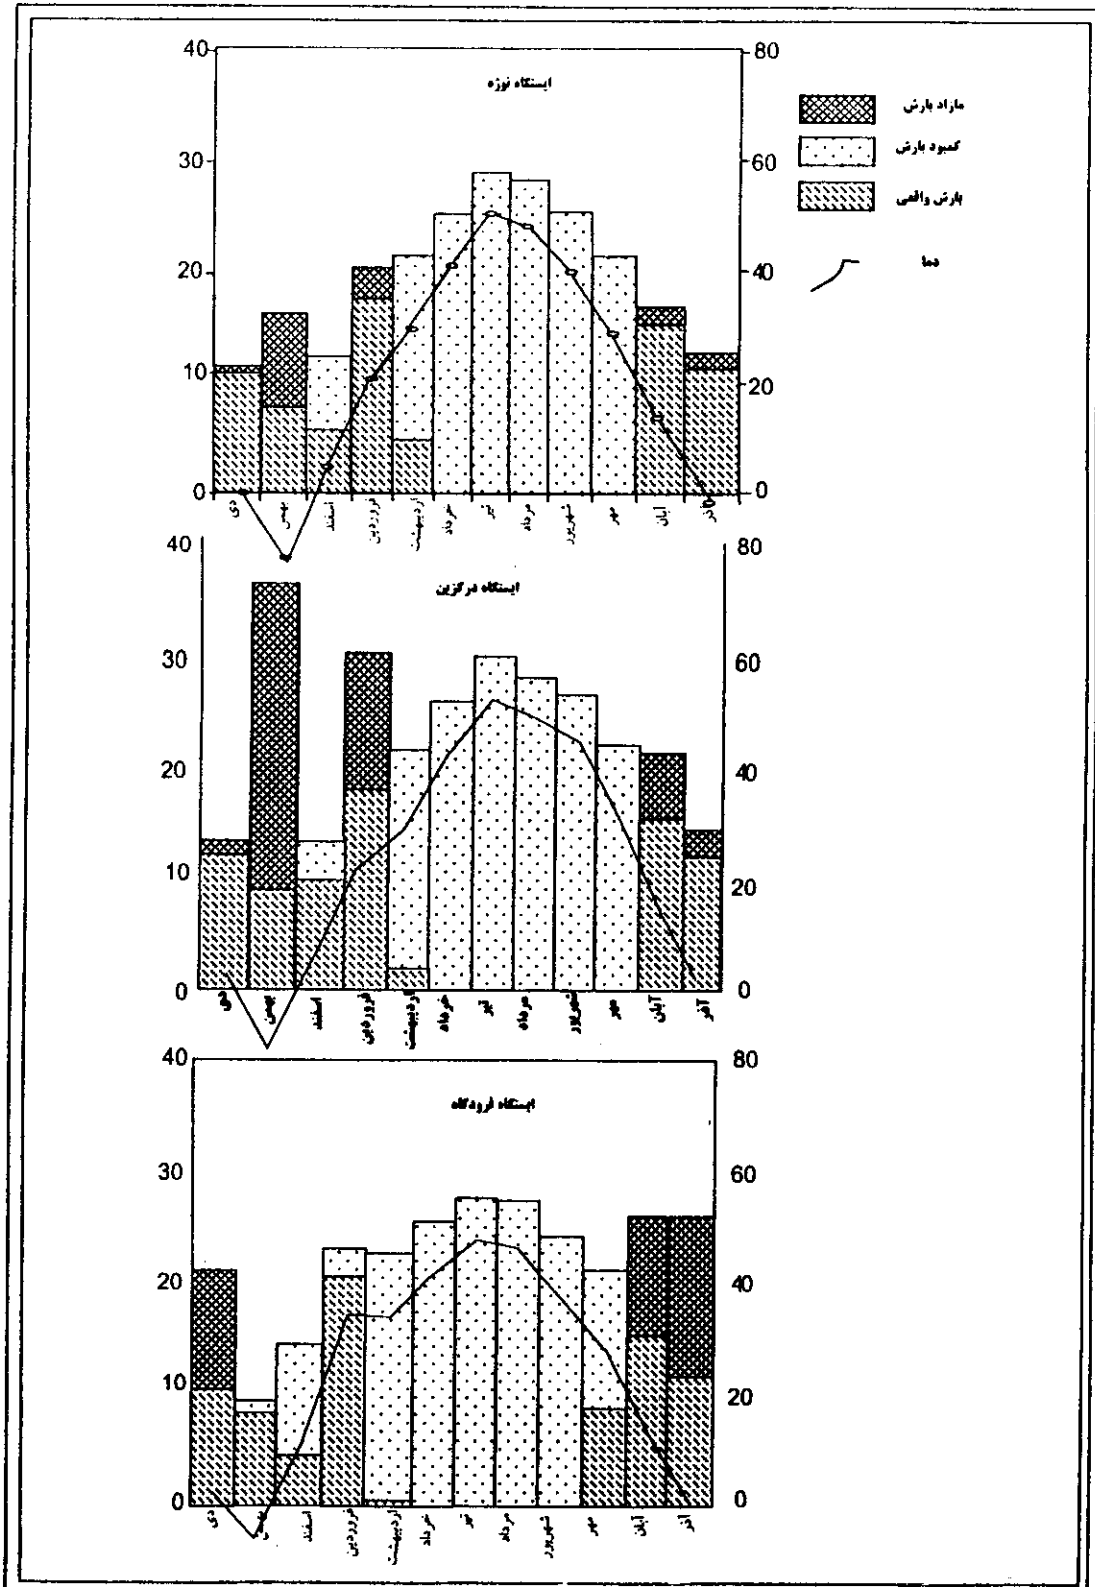 40
80
ایستگاه نوژه
مازاد بارش
کمبود بارش
بارش واقعی
دما
30
60
20
40
10
20
0
0
دی
بهمن
اسفند
فروردین
اردیبهشت
خرداد
تیر
مرداد
شهریور
مهر
آبان
آذر
40
80
ایستگاه درگزین
30
60
20
40
10
20
0
0
دی
بهمن
اسفند
فروردین
اردیبهشت
خرداد
تیر
مرداد
شهریور
مهر
آبان
آذر
40
80
ایستگاه فرودگاه
30
60
20
40
10
20
0
0
دی
بهمن
اسفند
فروردین
اردیبهشت
خرداد
تیر
مرداد
شهریور
مهر
آبان
آذر